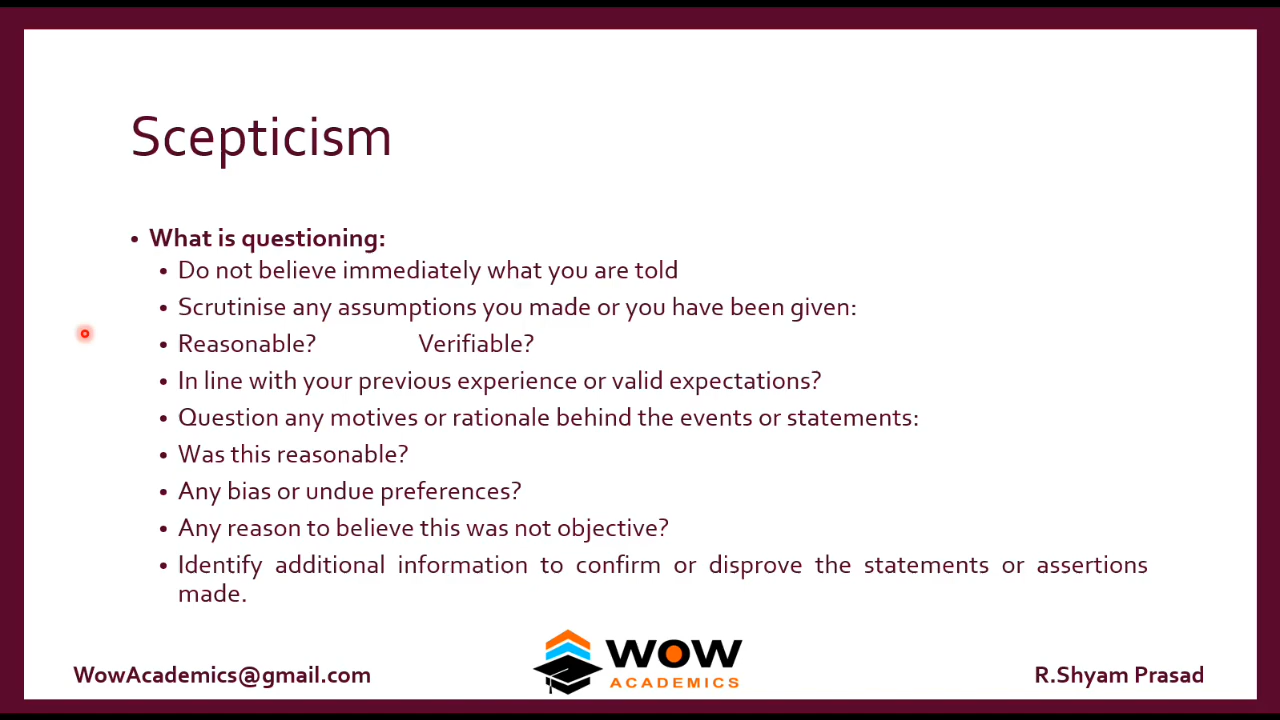 Scepticism
• What is questioning:
• Do not believe immediately what you are told
• Scrutinise any assumptions you made or you have been given:
• Reasonable? Verifiable?
• In line with your previous experience or valid expectations?
• Question any motives or rationale behind the events or statements:
• Was this reasonable?
• Any bias or undue preferences?
• Any reason to believe this was not objective?
• Identify additional information to confirm or disprove the statements or assertions
made.
WowAcademics@gmail.com
WOW
ACADEMICS
R.Shyam Prasad